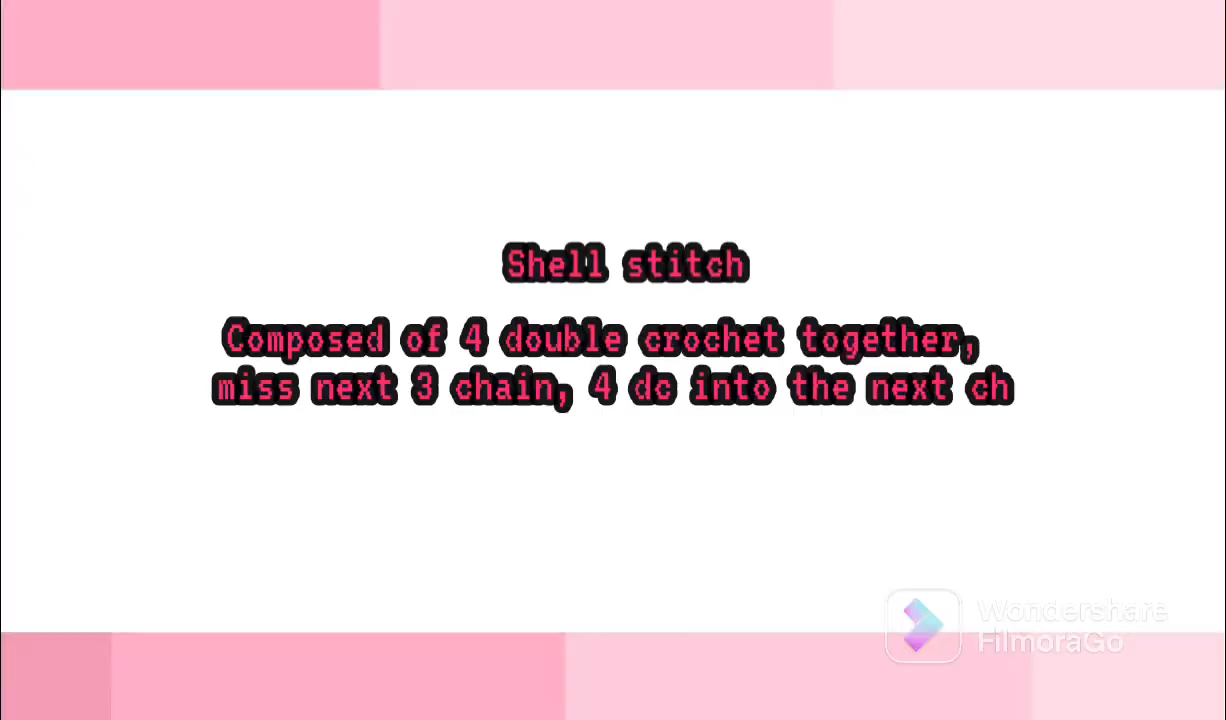 Shell stitch
Composed of 4 double crochet together,
miss next 3 chain, 4 dc into the next ch
Wondershare
FilmoraGo